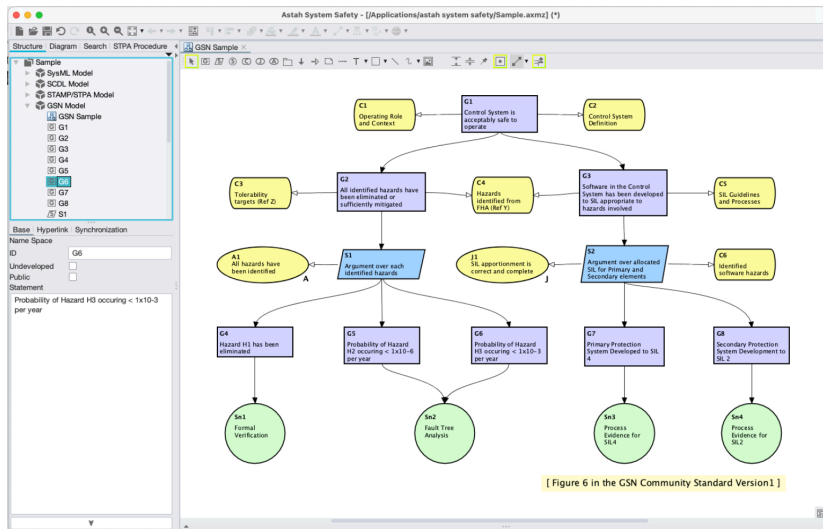 Astah System Safety - [/Applications/astah system safety/Sample.axmz] (*)
Structure Diagram Search STPA Procedure
GSN Sample
Sample
SysML Model
SCDL Model
STAMP/STPA Model
GSN Model
GSN Sample
G1
G2
G3
G4
G5
G6
G7
G8
S1
Base Hyperlink Synchronization
Name Space
ID G6
Undeveloped
Public
Statement
Probability of Hazard H3 occuring < 1x10-3
per year
C1
Operating Role
and Context
G1
Control System is
acceptably safe to
operate
C2
Control System
Definition
C3
Tolerability
targets (Ref Z)
G2
All identified hazards have
been eliminated or
sufficiently mitigated
C4
Hazards
identified from
FHA (Ref Y)
G3
Software in the Control
System has been developed
to SIL appropriate to
hazards involved
C5
SIL Guidelines
and Processes
A1
All hazards have
been identified
A
S1
Argument over each
identified hazards
J1
SIL apportionment is
correct and complete
J
S2
Argument over allocated
SIL for Primary and
Secondary elements
C6
Identified
software hazards
G4
Hazard H1 has been
eliminated
G5
Probability of Hazard
H2 occuring < 1x10-6
per year
G6
Probability of Hazard
H3 occuring < 1x10-3
per year
G7
Primary Protection
System Developed to SIL
4
G8
Secondary Protection
System Development to
SIL 2
Sn1
Formal
Verification
Sn2
Fault Tree
Analysis
Sn3
Process
Evidence for
SIL4
Sn4
Process
Evidence for
SIL2
[ Figure 6 in the GSN Community Standard Version1 ]